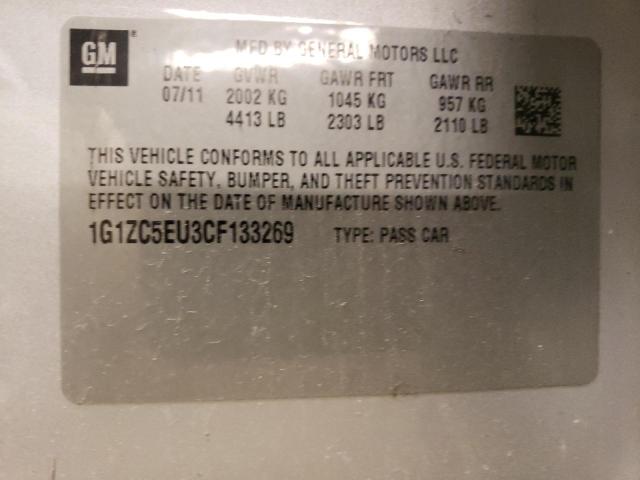 GM ®
MFD BY GENERAL MOTORS LLC
DATE GVWR GAWR FRT GAWR RR
07/11 2002 KG 1045 KG 957 KG
4413 LB 2303 LB 2110 LB
THIS VEHICLE CONFORMS TO ALL APPLICABLE U.S. FEDERAL MOTOR
VEHICLE SAFETY, BUMPER, AND THEFT PREVENTION STANDARDS IN
EFFECT ON THE DATE OF MANUFACTURE SHOWN ABOVE.
1G1ZC5EU3CF133269 TYPE: PASS CAR